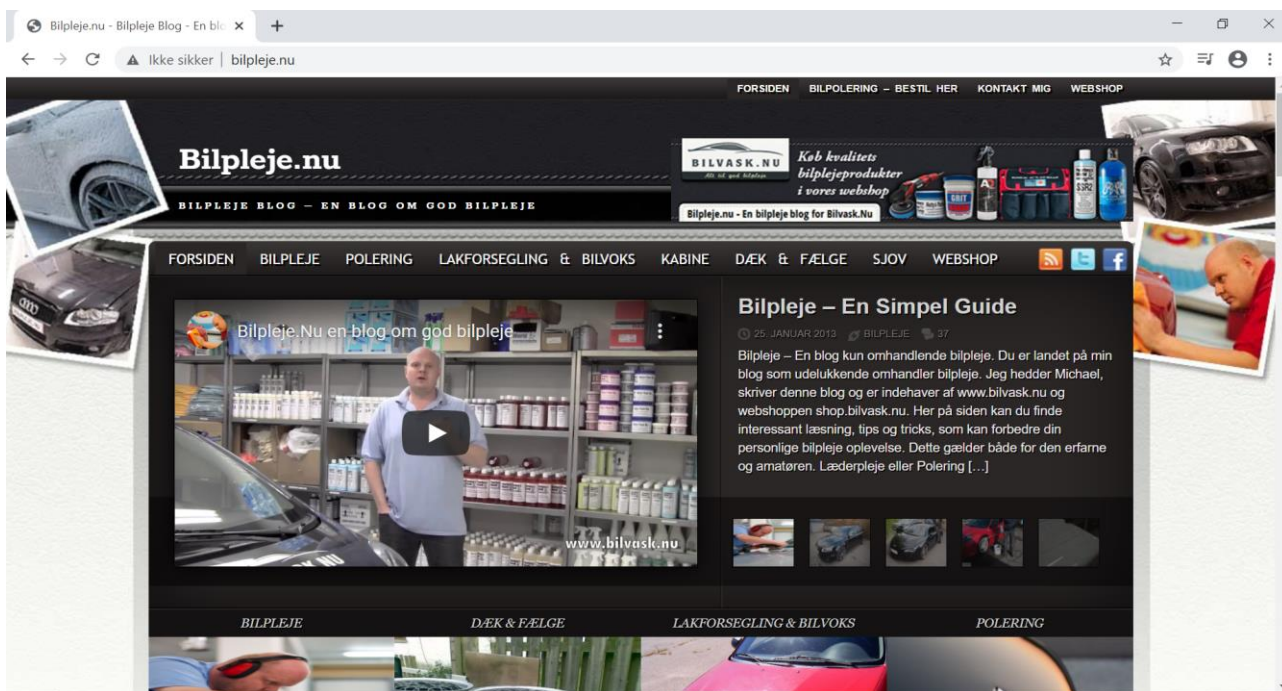 Bilpleje.nu - Bilpleje Blog - En blo
Ikke sikker | bilpleje.nu
FORSIDEN BILPOLERING – BESTIL HER KONTAKT MIG WEBSHOP
Bilpleje.nu
BILPLEJE BLOG – EN BLOG OM GOD BILPLEJE
BILVASK.NU
Alt til god bilpleje
Køb kvalitets
bilplejeprodukter
i vores webshop
Bilpleje.nu - En bilpleje blog for Bilvask.Nu
FORSIDEN BILPLEJE POLERING LAKFORSEGLING & BILVOKS KABINE DÆK & FÆLGE SJOV WEBSHOP
Bilpleje.Nu en blog om god bilpleje
www.bilvask.nu
Bilpleje – En Simpel Guide
25. JANUAR 2013 BILPLEJE 37
Bilpleje – En blog kun omhandlende bilpleje. Du er landet på min
blog som udelukkende omhandler bilpleje. Jeg hedder Michael,
skriver denne blog og er indehaver af www.bilvask.nu og
webshoppen shop.bilvask.nu. Her på siden kan du finde
interessant læsning, tips og tricks, som kan forbedre din
personlige bilpleje oplevelse. Dette gælder både for den erfarne
og amatøren. Læderpleje eller Polering […]
BILPLEJE DÆK & FÆLGE LAKFORSEGLING & BILVOKS POLERING